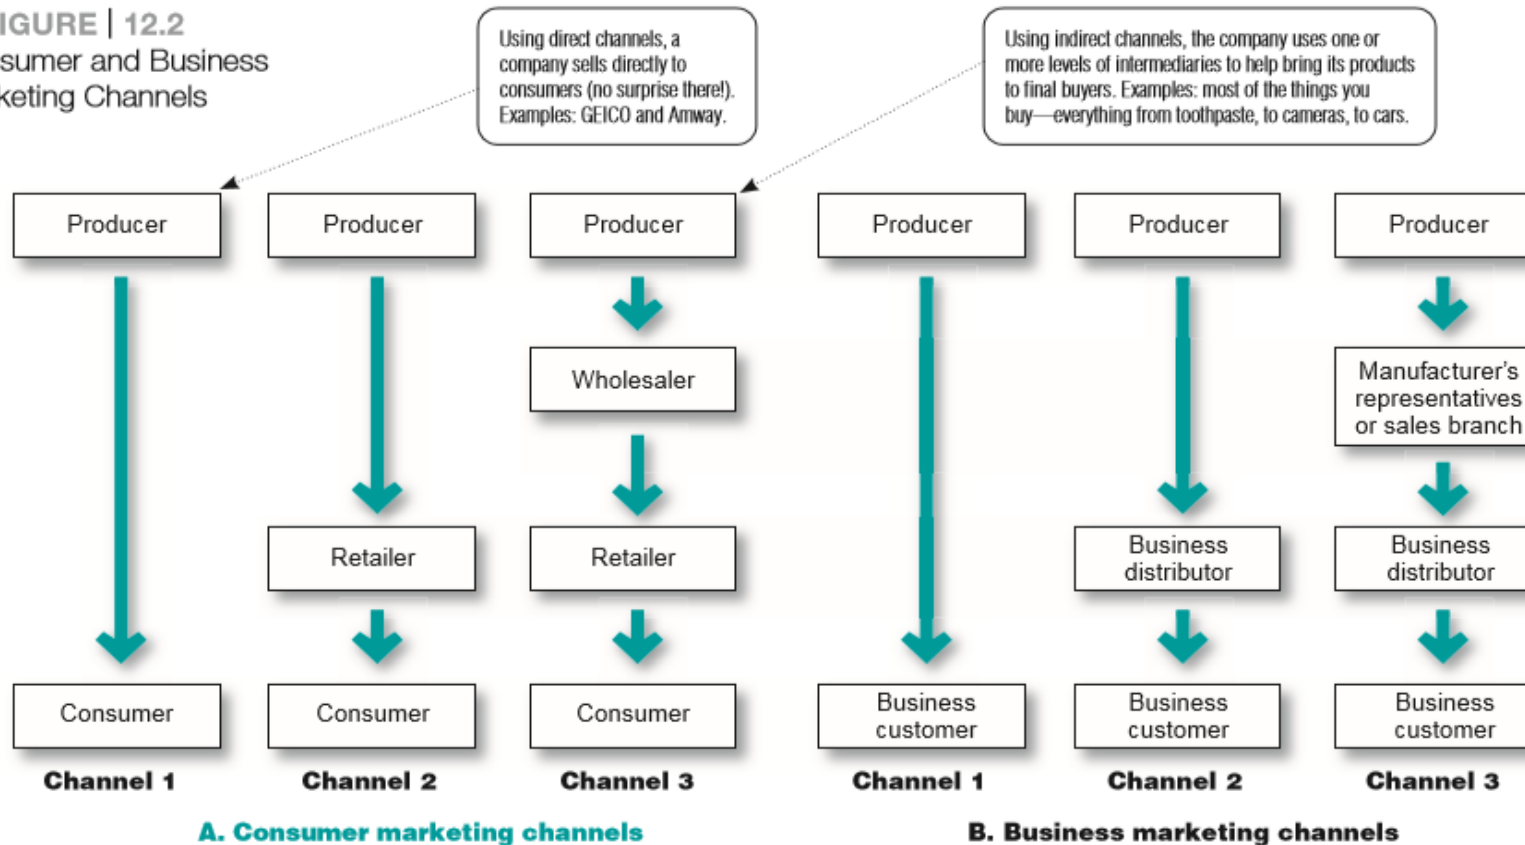 IGURE | 12.2
sumer and Business
keting Channels
Using direct channels, a
company sells directly to
consumers (no surprise there!).
Examples: GEICO and Amway.
Using indirect channels, the company uses one or
more levels of intermediaries to help bring its products
to final buyers. Examples: most of the things you
buy—everything from toothpaste, to cameras, to cars.
Producer
Consumer
Channel 1
Producer
Retailer
Consumer
Channel 2
Producer
Wholesaler
Retailer
Consumer
Channel 3
A. Consumer marketing channels
Producer
Business
customer
Channel 1
Producer
Business
distributor
Business
customer
Channel 2
Producer
Manufacturer's
representatives
or sales branch
Business
distributor
Business
customer
Channel 3
B. Business marketing channels